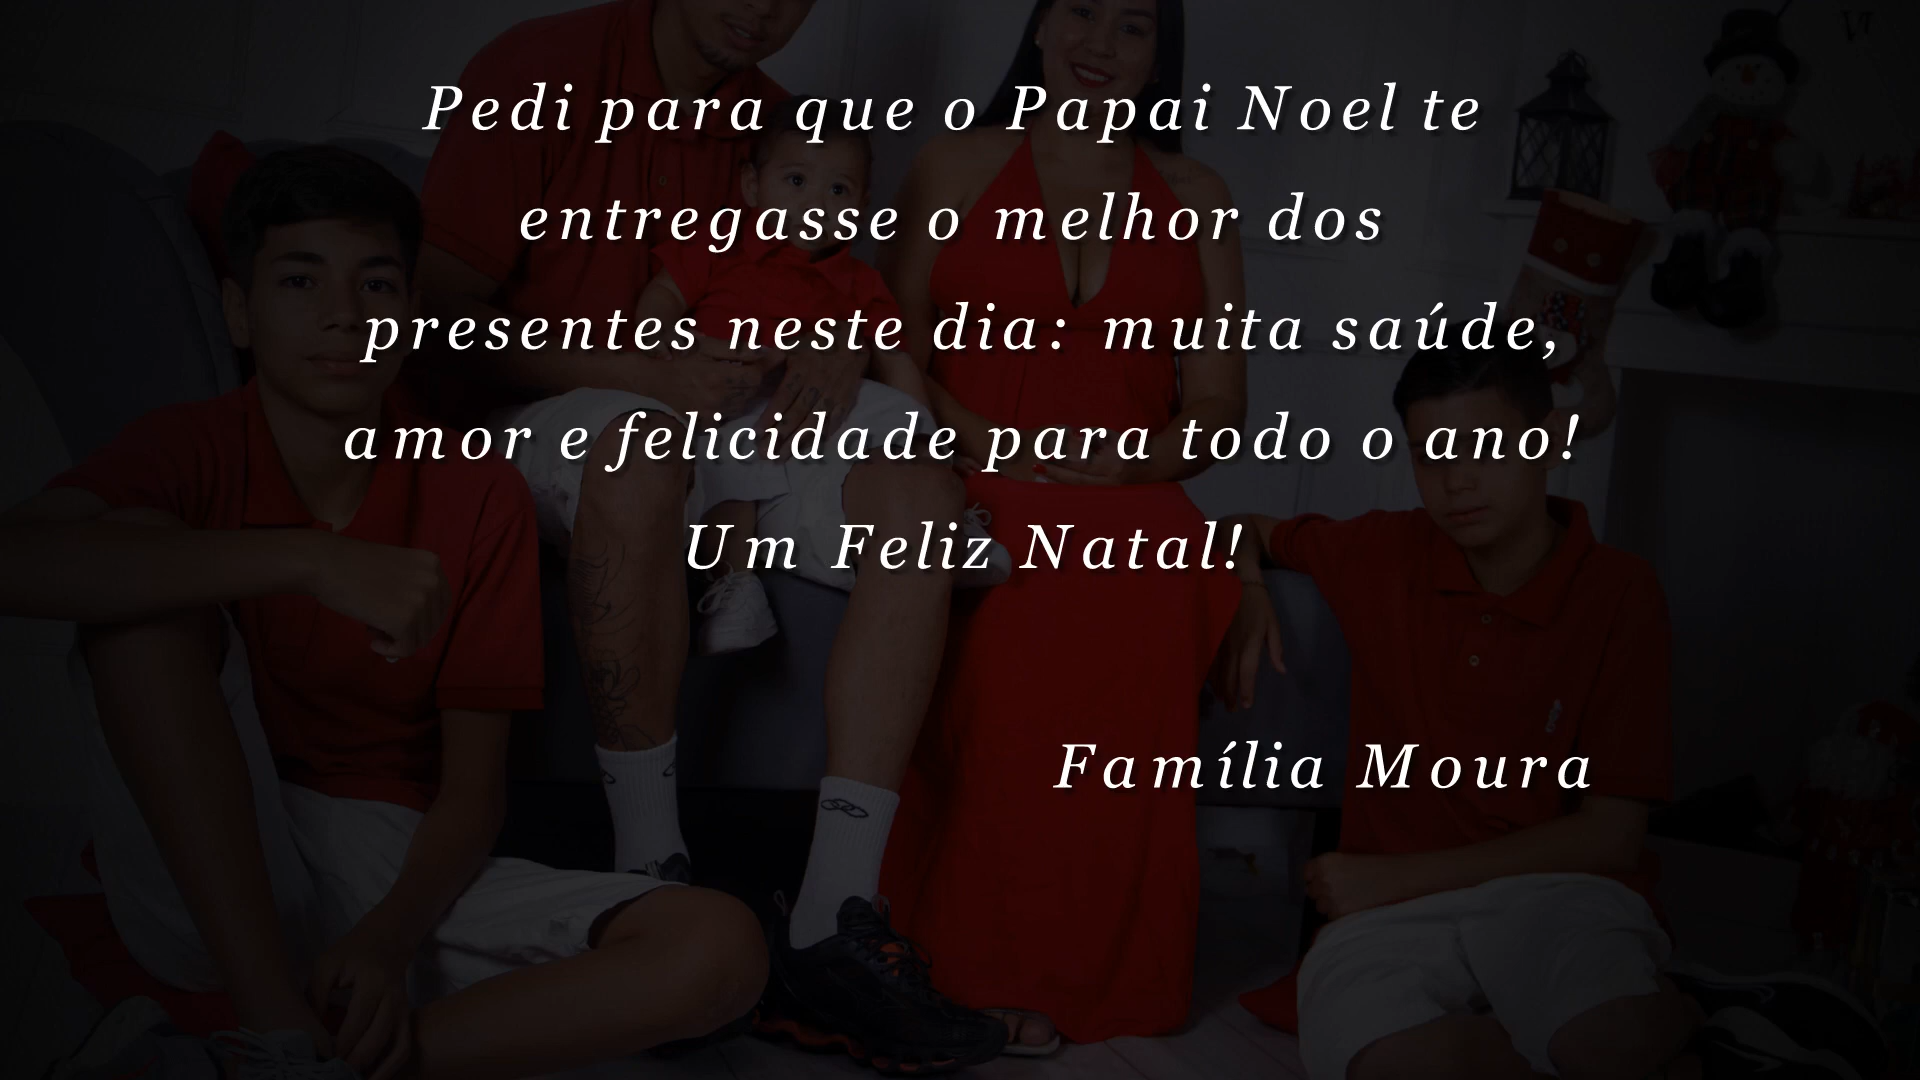 Pedi para que o Papai Noel te
entregasse o melhor dos
presentes neste dia: muita saúde,
amor e felicidade para todo o ano!
Um Feliz Natal!
Família Moura